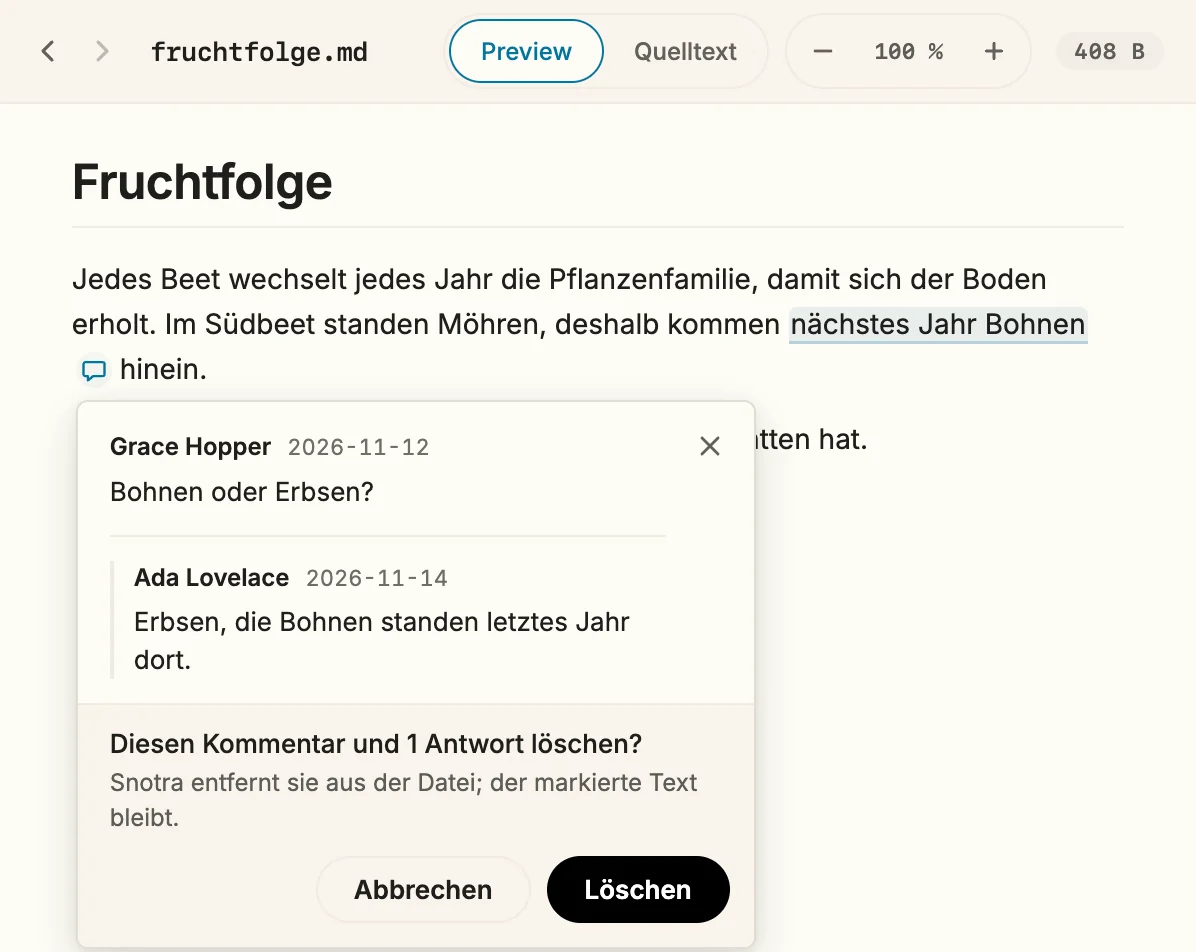 fruchtfolge.md
Preview
Quelltext
100 %
408 B
Fruchtfolge
Jedes Beet wechselt jedes Jahr die Pflanzenfamilie, damit sich der Boden
erholt. Im Südbeet standen Möhren, deshalb kommen nächstes Jahr Bohnen
hinein.
hat.
Grace Hopper 2026-11-12
Bohnen oder Erbsen?
Ada Lovelace 2026-11-14
Erbsen, die Bohnen standen letztes Jahr
dort.
Diesen Kommentar und 1 Antwort löschen?
Snotra entfernt sie aus der Datei; der markierte Text
bleibt.
Abbrechen
Löschen